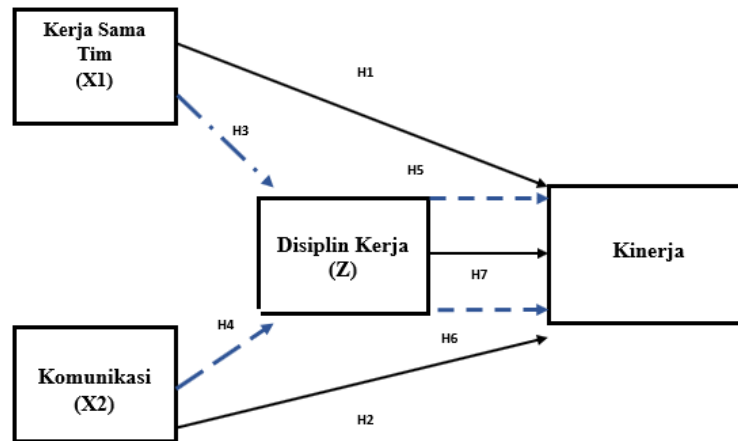 Kerja Sama
Tim
(X1)
H1
H3
H5
Disiplin Kerja
(Z)
Kinerja
H7
H4
H6
Komunikasi
(X2)
H2